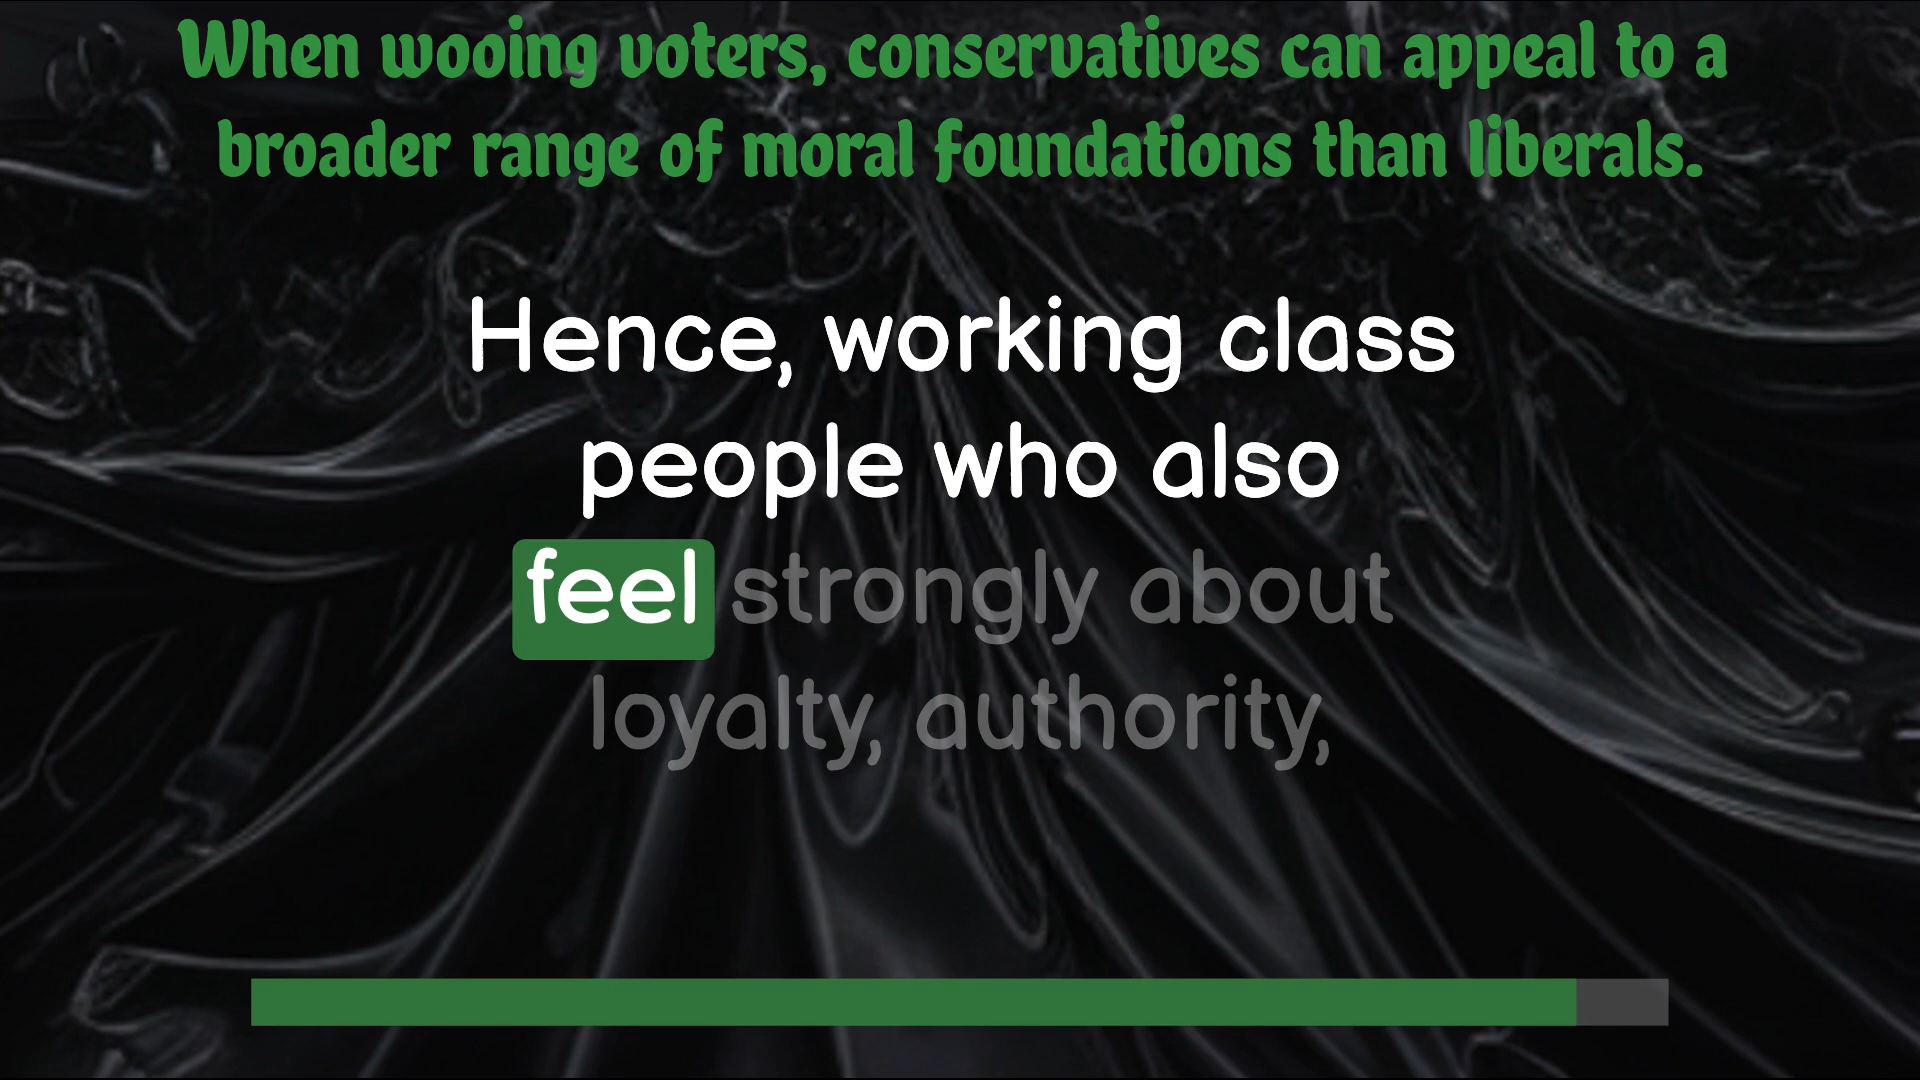 When wooing voters, conservatives can appeal to a
broader range of moral foundations than liberals.
Hence, working class
people who also
feel strongly about
loyalty, authority,